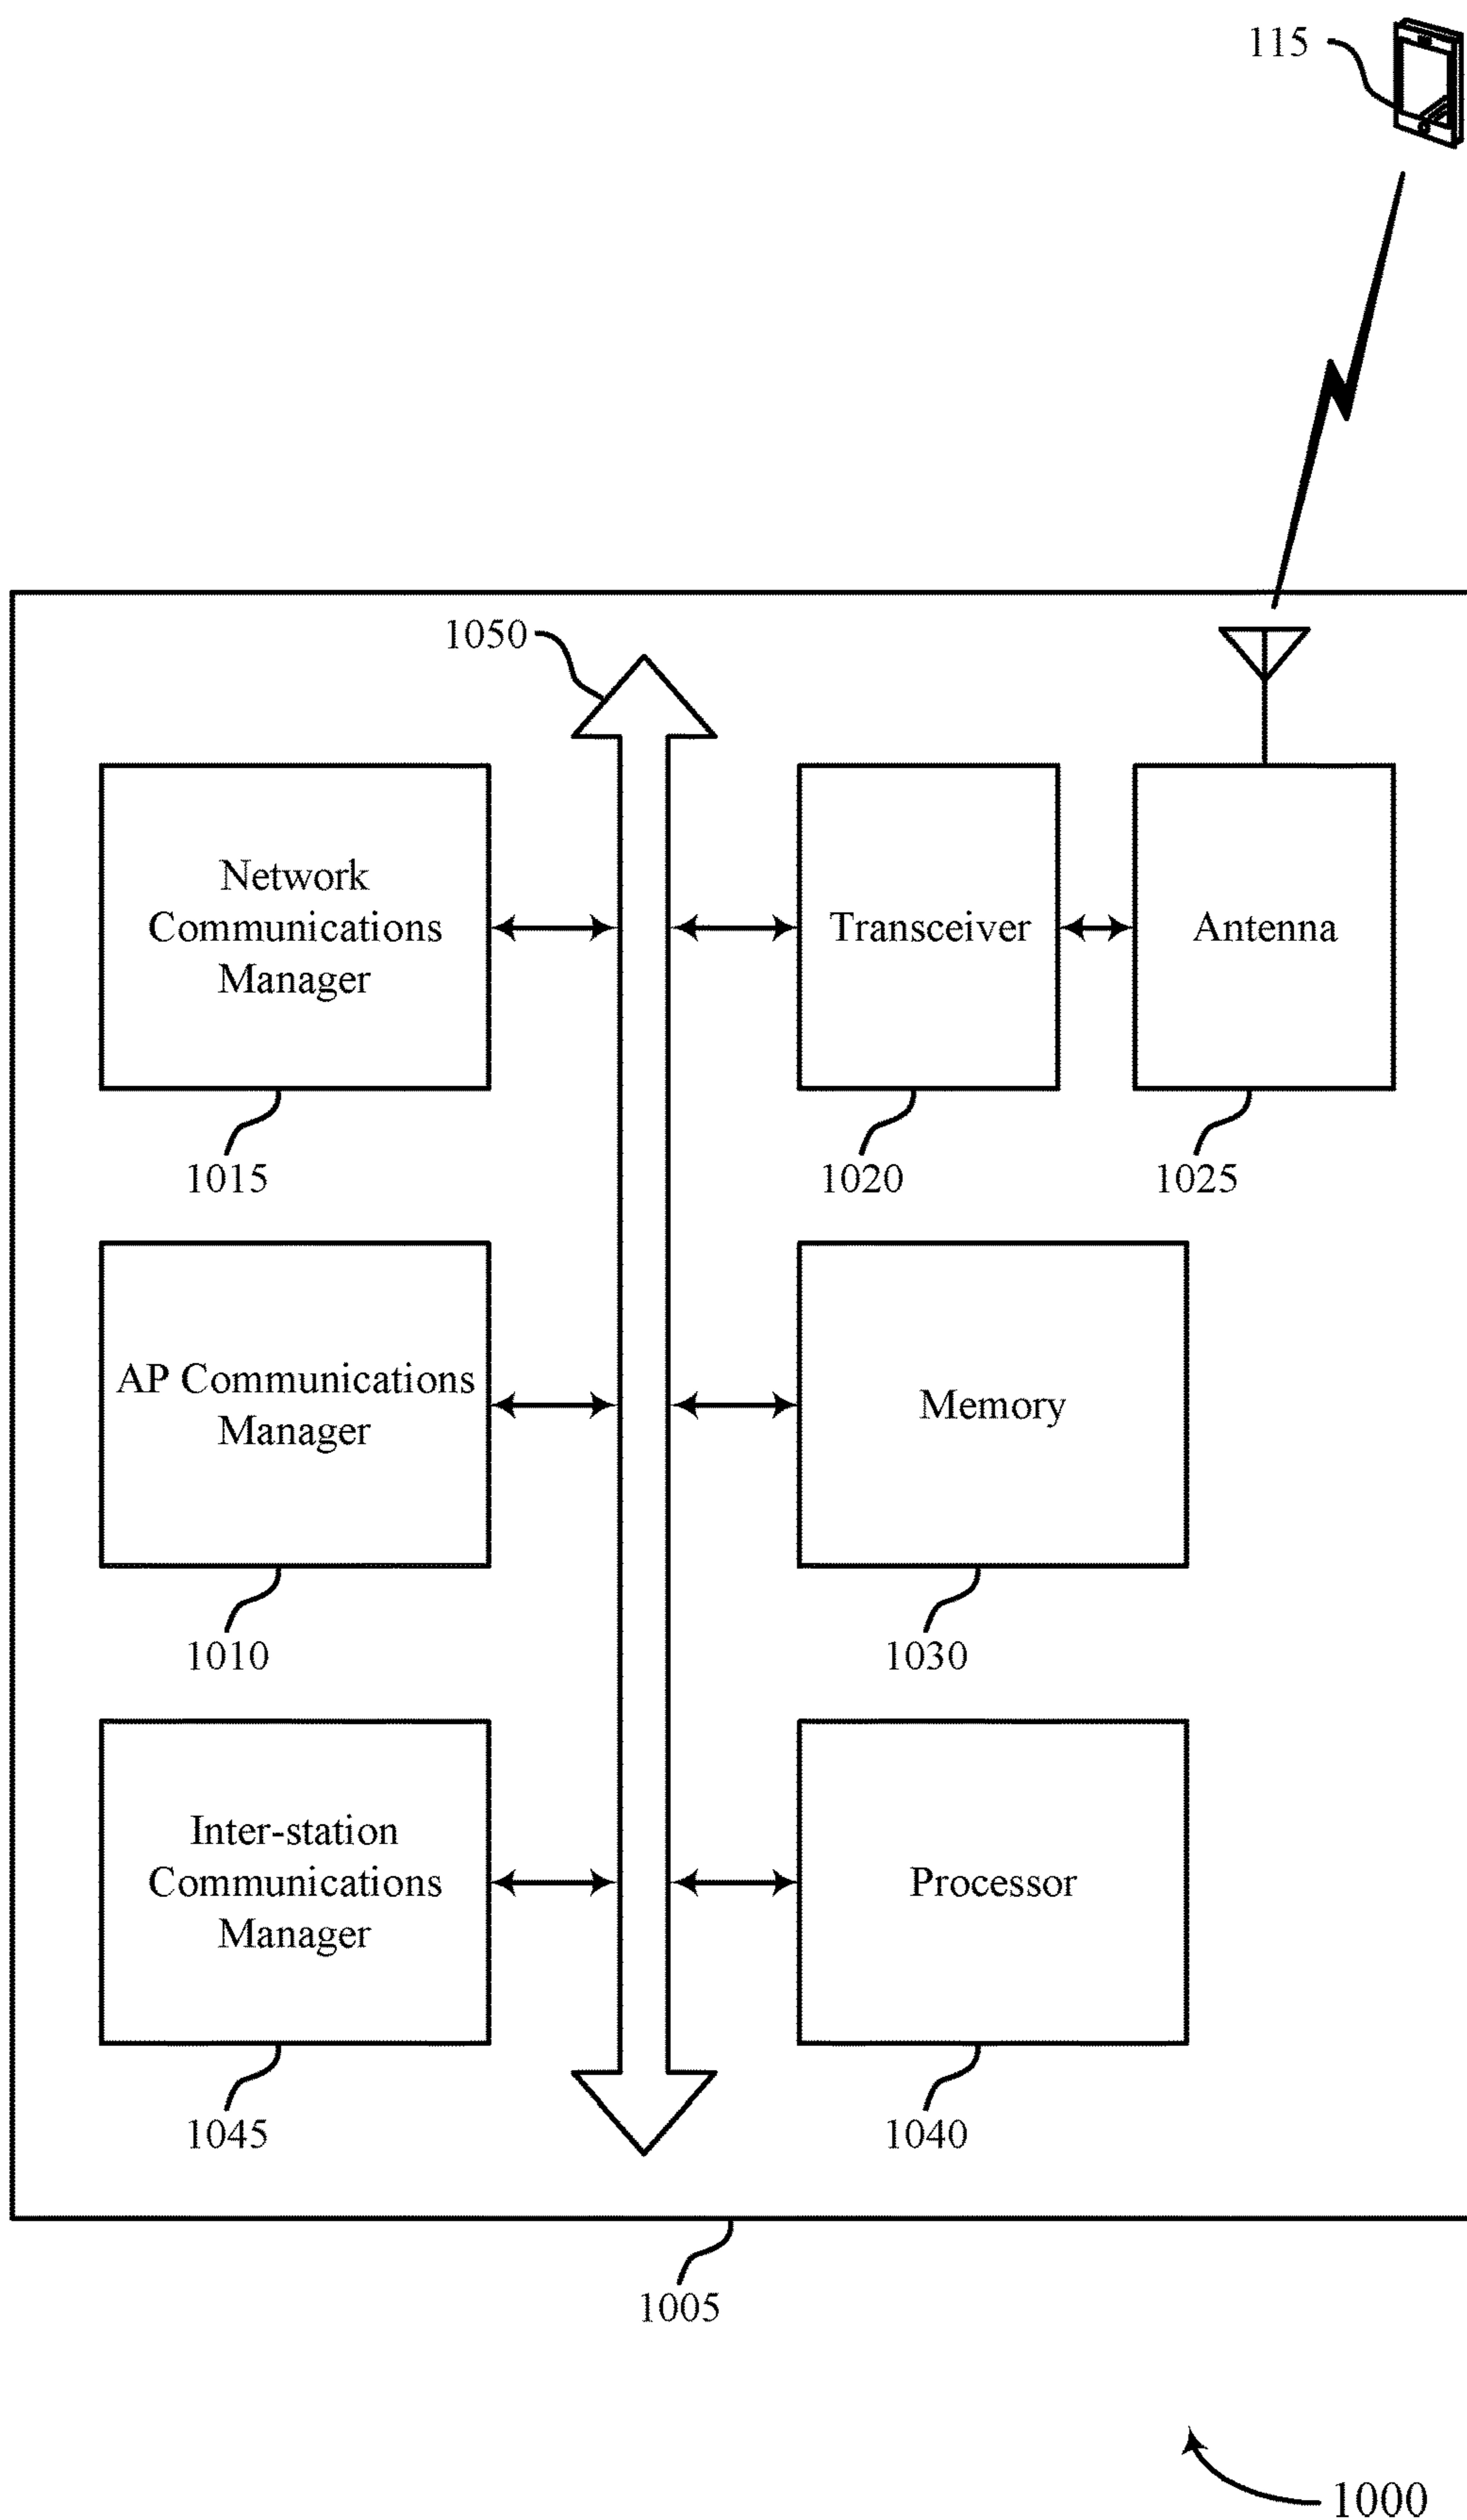 115
1050
Network
Communications
Manager
Transceiver
Antenna
1015
1020
1025
AP Communications
Manager
Memory
1010
1030
Inter-station
Communications
Manager
Processor
1045
1040
1005
1000